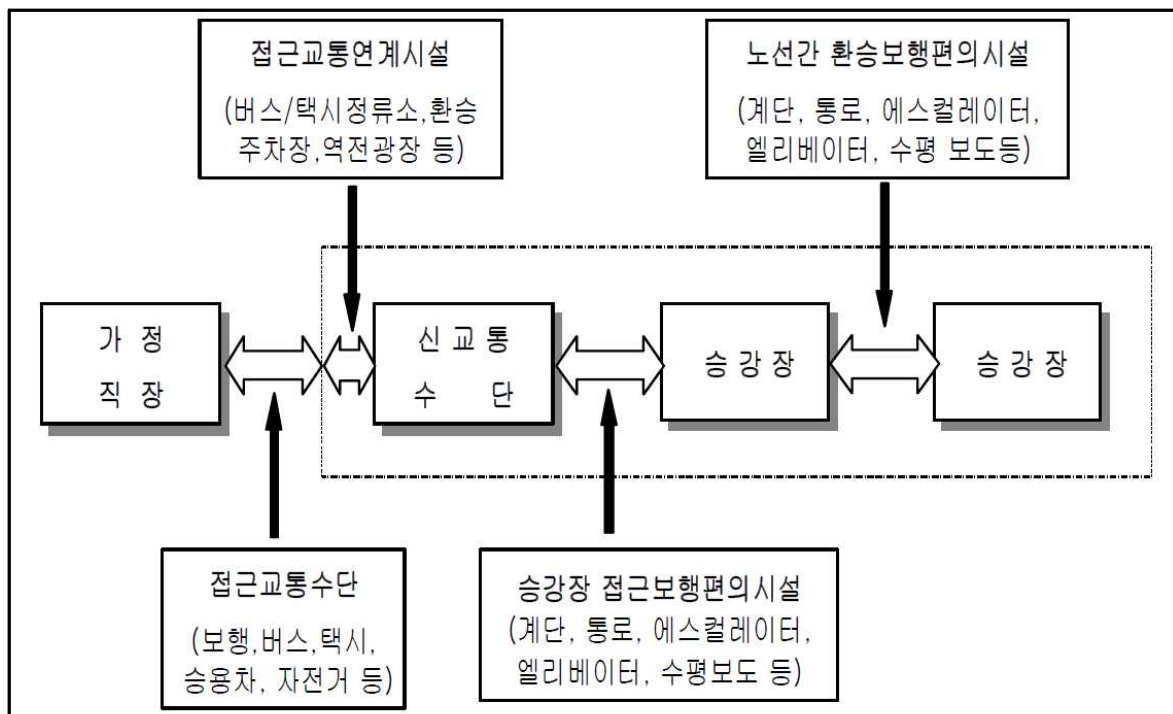 접근교통연계시설
(버스/택시정류소,환승
주차장,역전광장 등)
노선간 환승보행편의시설
(계단, 통로, 에스컬레이터,
엘리베이터, 수평 보도등)
가 정
직 장
신 교 통
수 단
승 강 장
승 강 장
접근교통수단
(보행,버스,택시,
승용차, 자전거 등)
승강장 접근보행편의시설
(계단, 통로, 에스컬레이터,
엘리베이터, 수평보도 등)